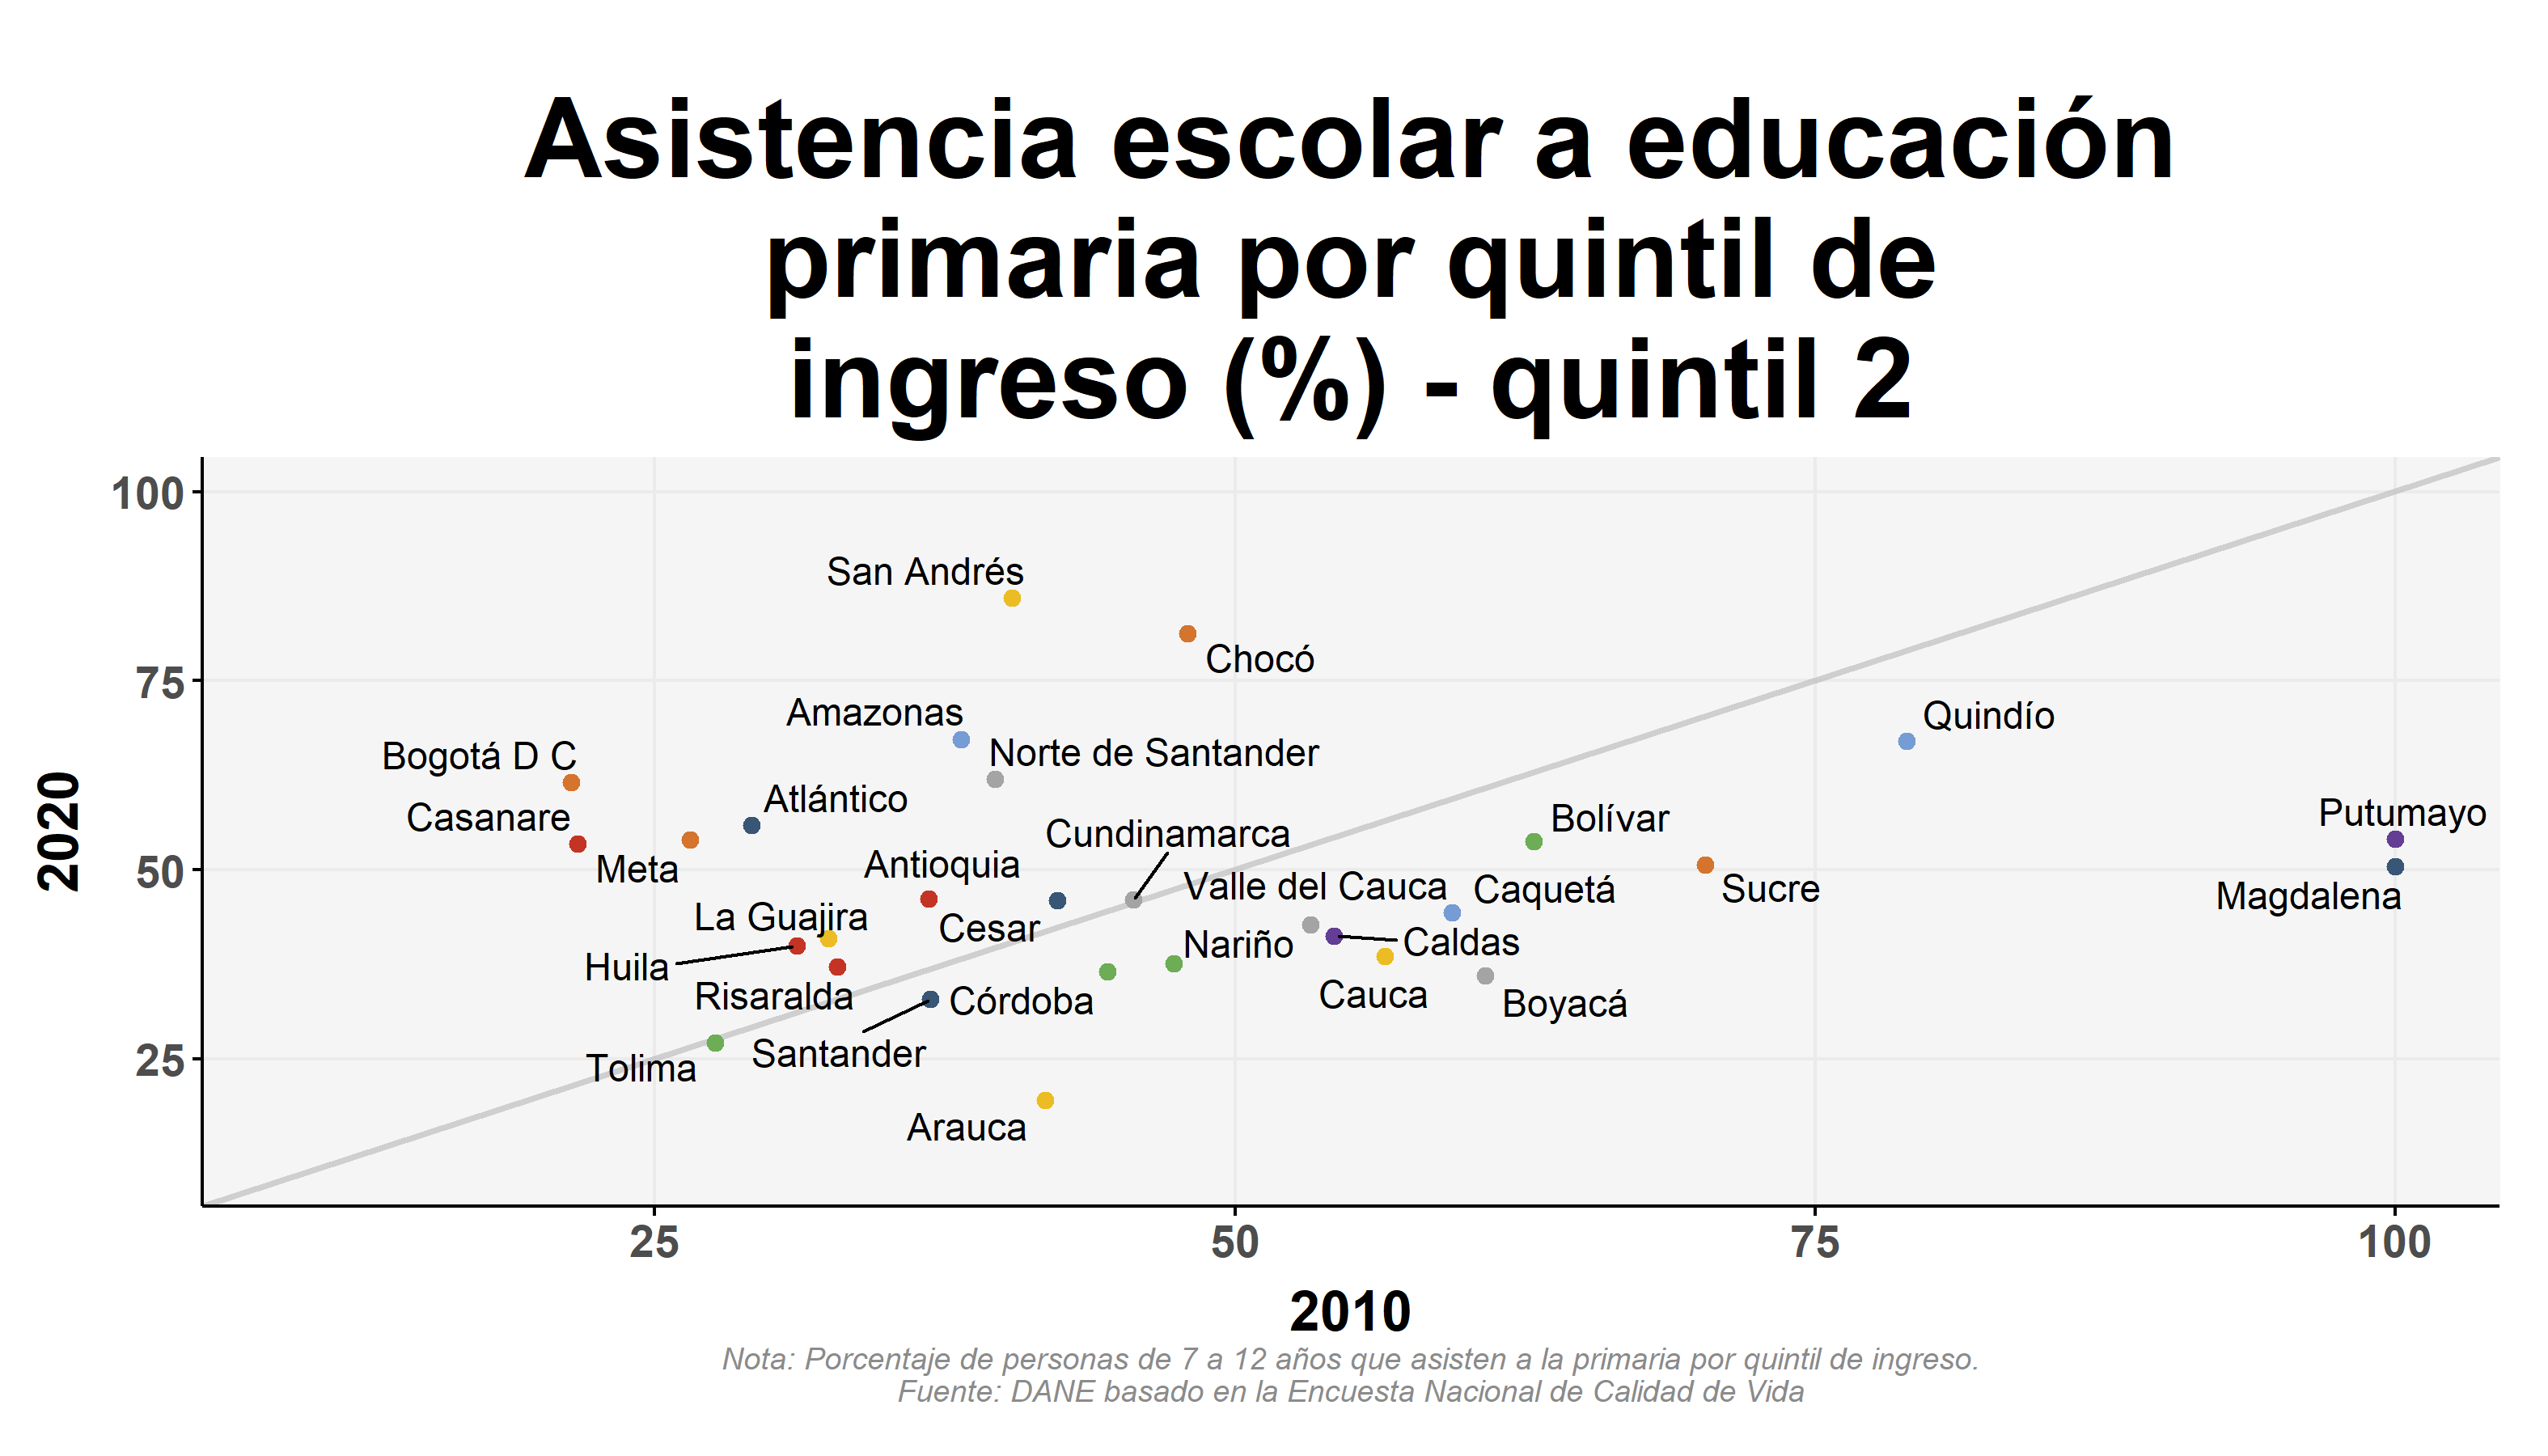 Asistencia escolar a educación
primaria por quintil de
ingreso (%) - quintil 2
100
75
50
25
2020
San Andrés
Chocó
Amazonas
Quindío
Norte de Santander
Bogotá D C
Atlántico
Casanare
Bolívar
Putumayo
Cundinamarca
Meta
Antioquia
Valle del Cauca
Caquetá
Sucre
Magdalena
La Guajira
Cesar
Nariño
Caldas
Huila
Risaralda
Córdoba
Cauca
Boyacá
Santander
Tolima
Arauca
25
50
75
100
2010
Nota: Porcentaje de personas de 7 a 12 años que asisten a la primaria por quintil de ingreso.
Fuente: DANE basado en la Encuesta Nacional de Calidad de Vida